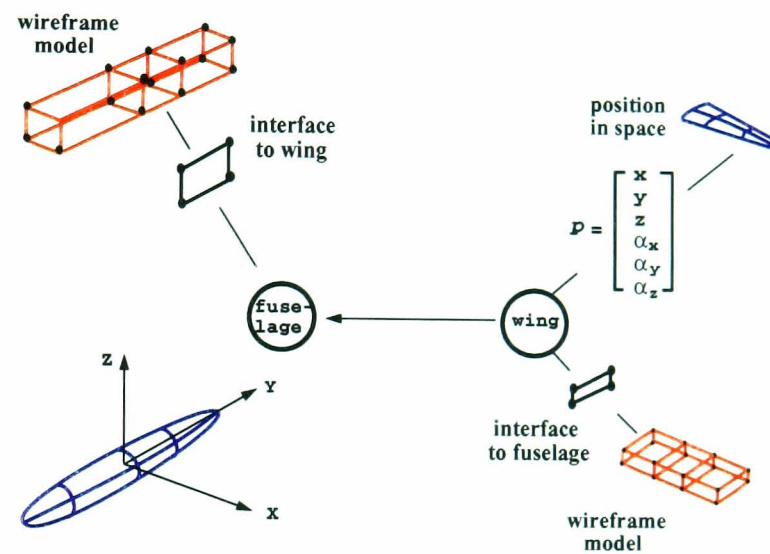 wireframe
model
interface
to wing
position
in space
p =
x
y
z
αx
αy
αz
fuse-
lage
wing
z
Y
X
interface
to fuselage
wireframe
model